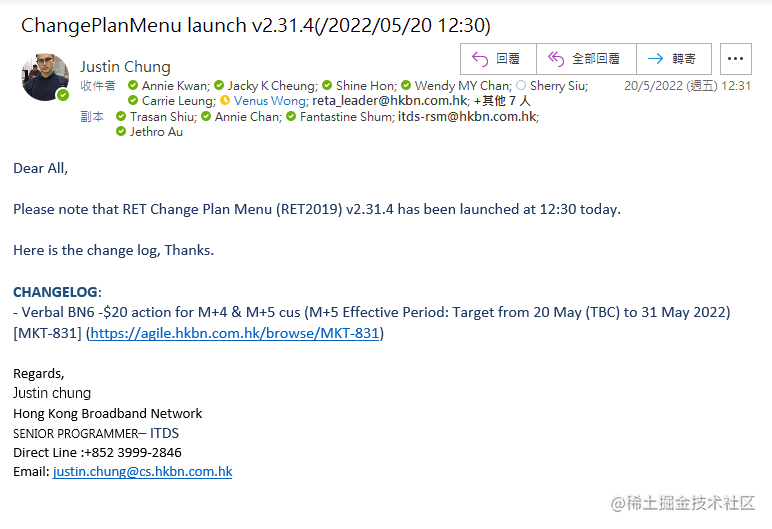 ChangePlanMenu launch v2.31.4(/2022/05/20 12:30)
回覆 全部回覆 轉寄
Justin Chung
收件者 Annie Kwan; Jacky K Cheung; Shine Hon; Wendy MY Chan; Sherry Siu; 20/5/2022 (週五) 12:31
Carrie Leung; Venus Wong; reta_leader@hkbn.com.hk; +其他 7 人
副本 Trasan Shiu; Annie Chan; Fantastine Shum; itds-rsm@hkbn.com.hk;
Jethro Au
Dear All,
Please note that RET Change Plan Menu (RET2019) v2.31.4 has been launched at 12:30 today.
Here is the change log, Thanks.
CHANGELOG:
- Verbal BN6 -$20 action for M+4 & M+5 cus (M+5 Effective Period: Target from 20 May (TBC) to 31 May 2022)
[MKT-831] (https://agile.hkbn.com.hk/browse/MKT-831)
Regards,
Justin chung
Hong Kong Broadband Network
SENIOR PROGRAMMER– ITDS
Direct Line :+852 3999-2846
Email: justin.chung@cs.hkbn.com.hk
@稀土掘金技术社区